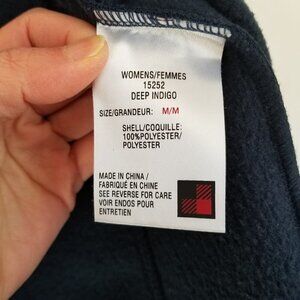 WOMENS/FEMMES
15252
DEEP INDIGO
SIZE/GRANDEUR: M/M
SHELL/COQUILLE:
100%POLYESTER/
POLYESTER
MADE IN CHINA /
FABRIQUÉ EN CHINE
SEE REVERSE FOR CARE
VOIR ENDOS POUR
ENTRETIEN